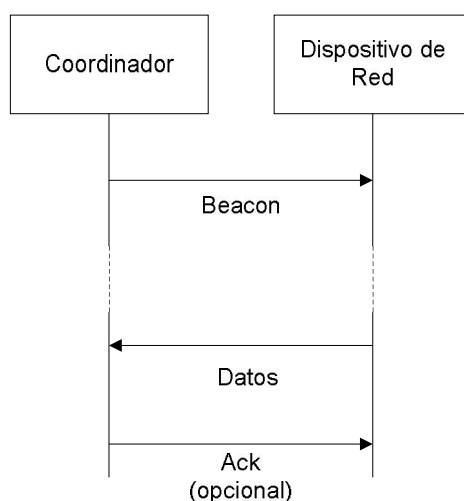 Coordinador
Dispositivo de
Red
Beacon
Datos
Ack
(opcional)